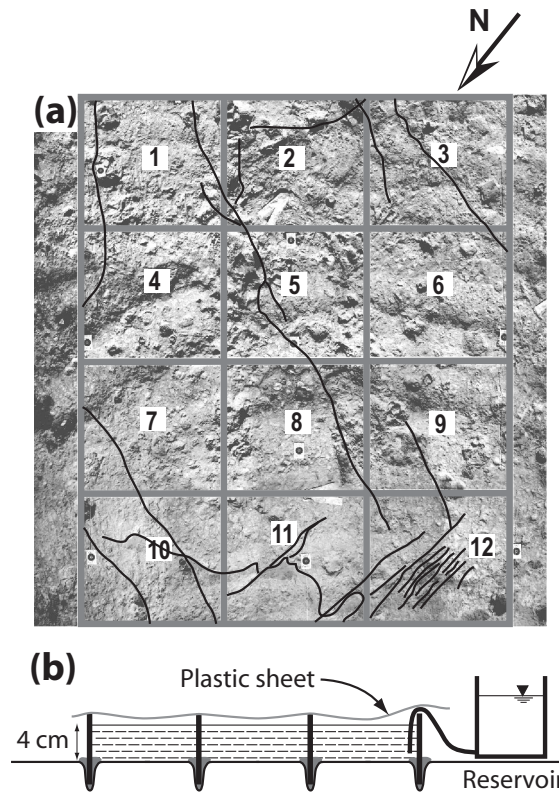 N
(a)
1 2 3
4 5 6
7 8 9
10 11 12
(b)
Plastic sheet
4 cm
Reservoir